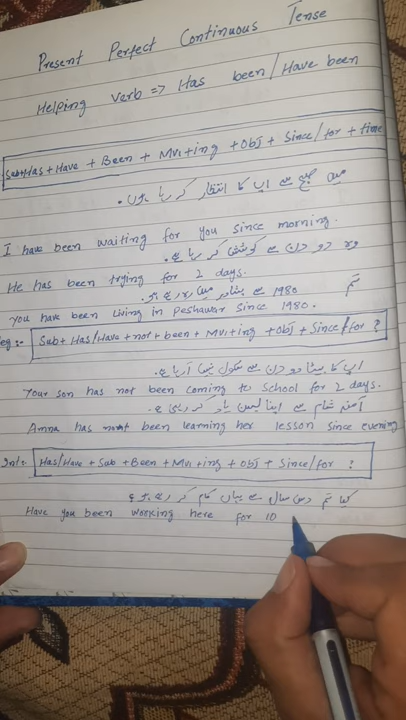 Present Perfect Continuous Tense
Helping verb => Has been/Have been
Sub+Has+Have + Been + Mv1+ing + Obj + Since/for + time
میں صبح سے اپ کا انتظار کر رہا ہوں.
I have been waiting for you since morning.
وہ دو دن سے کوشش کر رہا ہے.
He has been trying for 2 days.
تم 1980 سے پشاور میں رہ رہے ہو.
You have been Living in Peshawar Since 1980.
eg:- Sub+ Has/Have + not + been + Mv1+ing + obj + Since/for ?
اپ کا بیٹا دو دن سے سکول نہیں آ رہا ہے.
Your son has not been coming to School for 2 days.
آمنہ شام سے اپنا لیسن یاد کر رہی ہے.
Amna has not been learning her lesson since evening
Int:- Has/Have + Sub + Been + Mv1+ing + obj + Since/for ?
کیا تم دس سال سے یہاں کام کر رہے ہو ؟
Have you been working here for 10